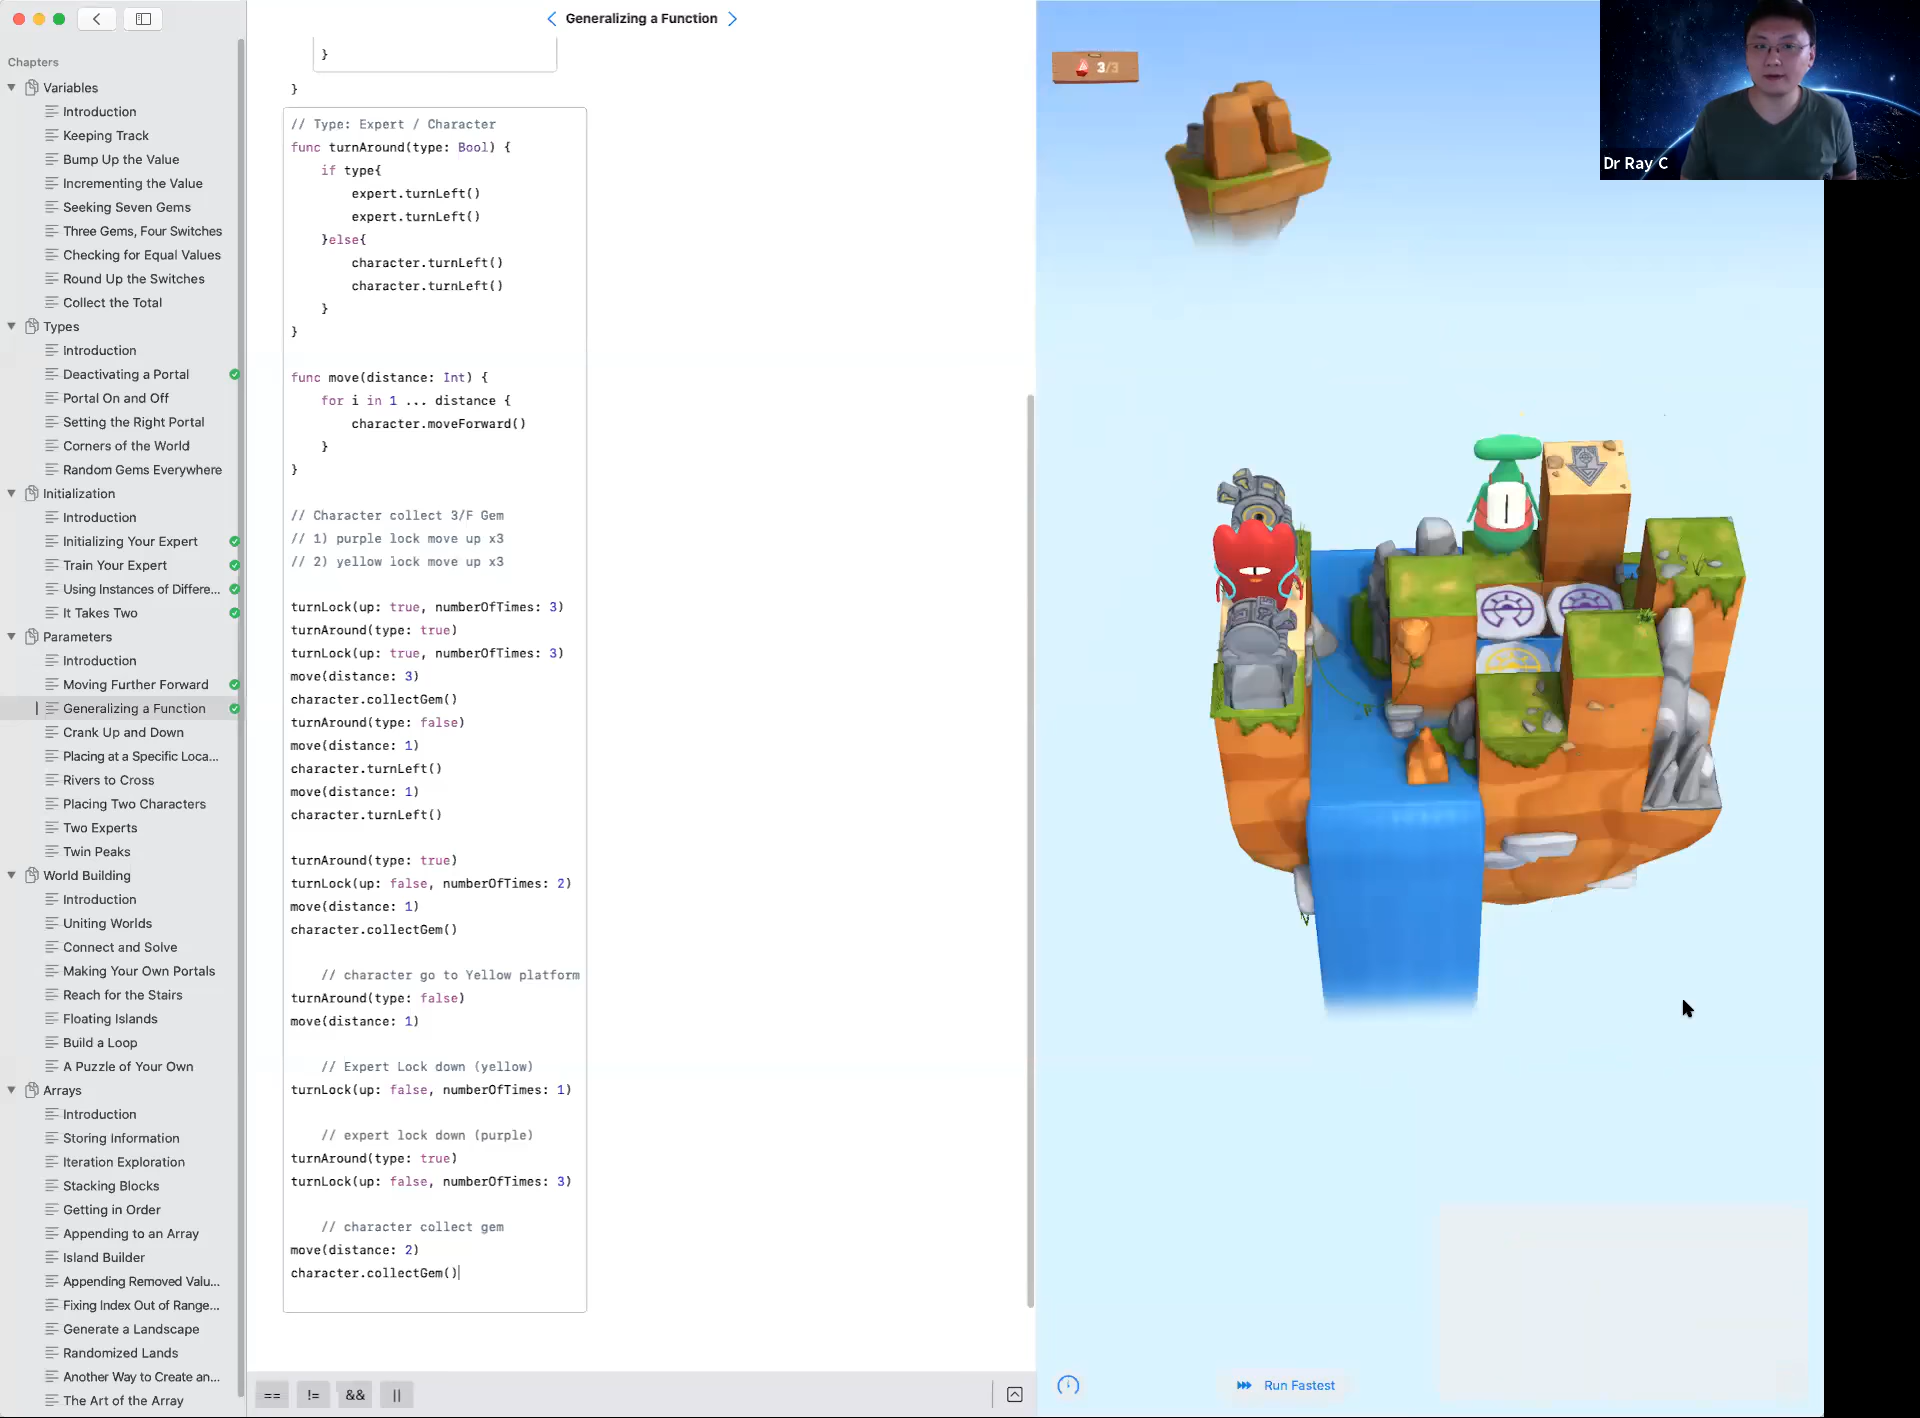 Generalizing a Function
Chapters
Variables
Introduction
Keeping Track
Bump Up the Value
Incrementing the Value
Seeking Seven Gems
Three Gems, Four Switches
Checking for Equal Values
Round Up the Switches
Collect the Total
Types
Introduction
Deactivating a Portal
Portal On and Off
Setting the Right Portal
Corners of the World
Random Gems Everywhere
Initialization
Introduction
Initializing Your Expert
Train Your Expert
Using Instances of Differe...
It Takes Two
Parameters
Introduction
Moving Further Forward
Generalizing a Function
Crank Up and Down
Placing at a Specific Loca...
Rivers to Cross
Placing Two Characters
Two Experts
Twin Peaks
World Building
Introduction
Uniting Worlds
Connect and Solve
Making Your Own Portals
Reach for the Stairs
Floating Islands
Build a Loop
A Puzzle of Your Own
Arrays
Introduction
Storing Information
Iteration Exploration
Stacking Blocks
Getting in Order
Appending to an Array
Island Builder
Appending Removed Valu...
Fixing Index Out of Range...
Generate a Landscape
Randomized Lands
Another Way to Create an...
The Art of the Array
}
}
// Type: Expert / Character
func turnAround(type: Bool) {
if type{
expert.turnLeft()
expert.turnLeft()
}else{
character.turnLeft()
character.turnLeft()
}
}
func move(distance: Int) {
for i in 1 ... distance {
character.moveForward()
}
}
// Character collect 3/F Gem
// 1) purple lock move up x3
// 2) yellow lock move up x3
turnLock(up: true, numberOfTimes: 3)
turnAround(type: true)
turnLock(up: true, numberOfTimes: 3)
move(distance: 3)
character.collectGem()
turnAround(type: false)
move(distance: 1)
character.turnLeft()
move(distance: 1)
character.turnLeft()
turnAround(type: true)
turnLock(up: false, numberOfTimes: 2)
move(distance: 1)
character.collectGem()
// character go to Yellow platform
turnAround(type: false)
move(distance: 1)
// Expert Lock down (yellow)
turnLock(up: false, numberOfTimes: 1)
// expert lock down (purple)
turnAround(type: true)
turnLock(up: false, numberOfTimes: 3)
// character collect gem
move(distance: 2)
character.collectGem()
== != && ||
3/3
Dr Ray C
Run Fastest